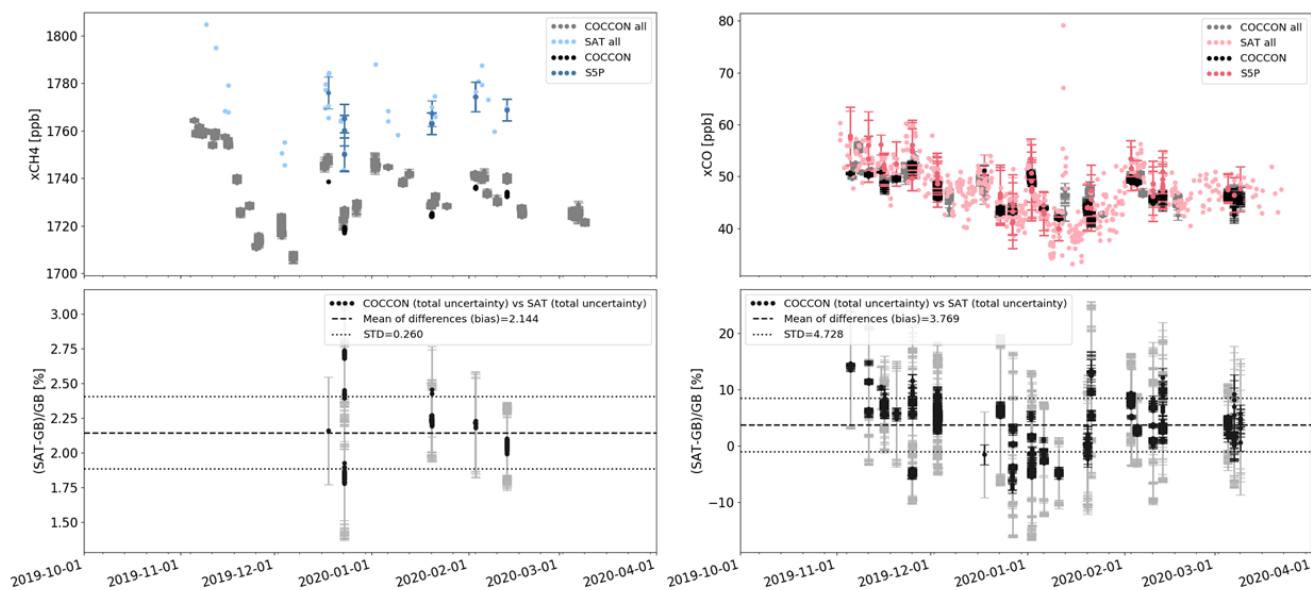 1800
1780
1760
1740
1720
1700
xCH4 [ppb]
COCCON all
SAT all
COCCON
S5P
80
70
60
50
40
xCO [ppb]
COCCON all
SAT all
COCCON
S5P
3.00
2.75
2.50
2.25
2.00
1.75
1.50
(SAT-GB)/GB [%]
COCCON (total uncertainty) vs SAT (total uncertainty)
Mean of differences (bias)=2.144
STD=0.260
20
10
0
−10
(SAT-GB)/GB [%]
COCCON (total uncertainty) vs SAT (total uncertainty)
Mean of differences (bias)=3.769
STD=4.728
2019-10-01
2019-11-01
2019-12-01
2020-01-01
2020-02-01
2020-03-01
2020-04-01
2019-10-01
2019-11-01
2019-12-01
2020-01-01
2020-02-01
2020-03-01
2020-04-01